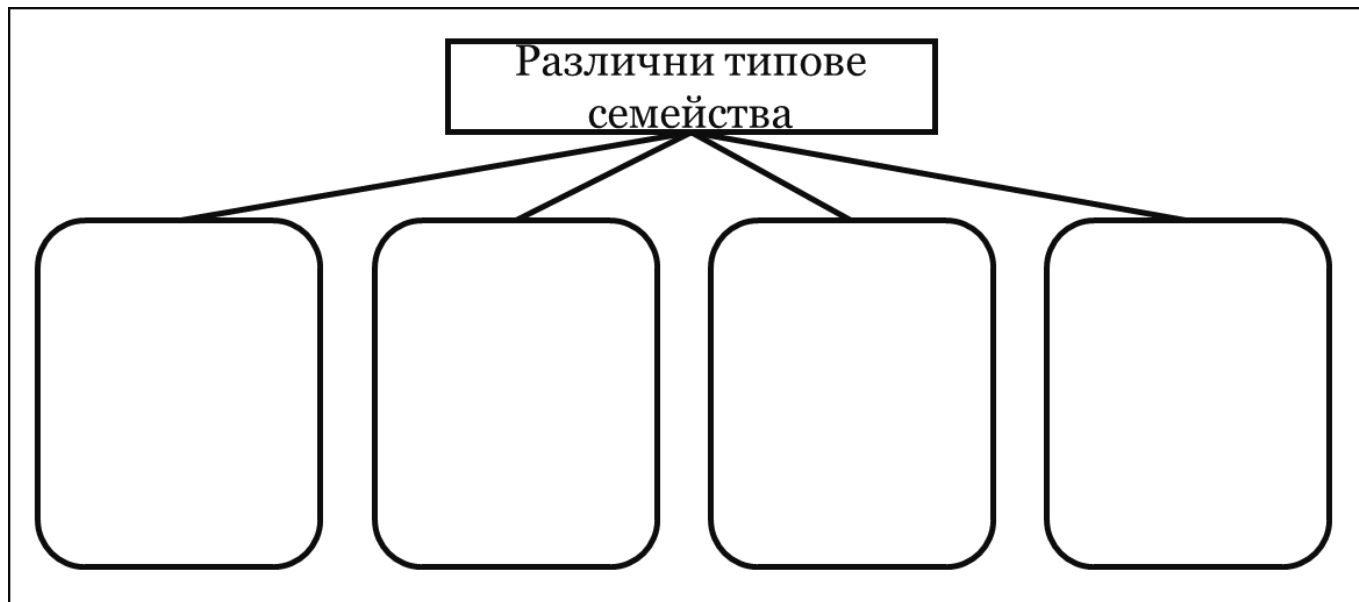 Различни типове
семейства